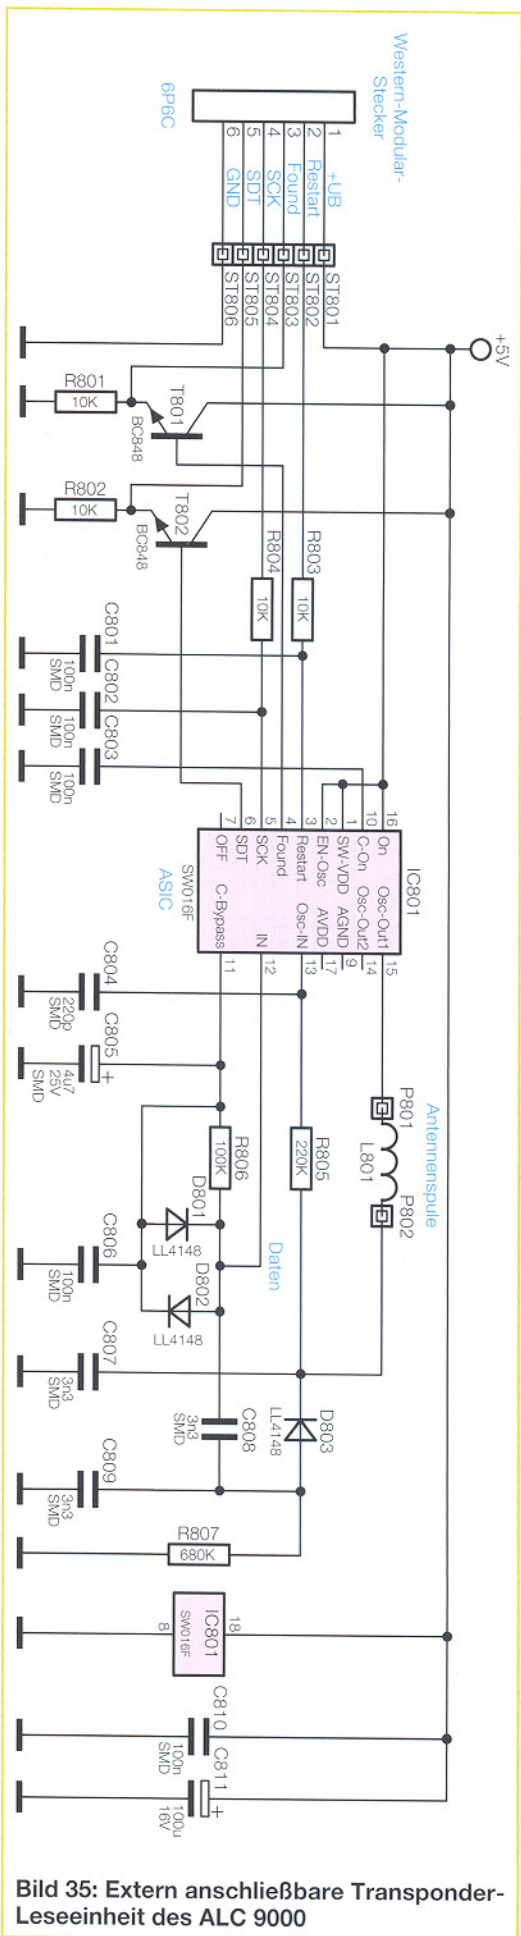 Western-Modular-
Stecker
6P6C
1
2
3
4
5
6
+UB
Restart
Found
SCK
SDT
GND
ST801
ST802
ST803
ST804
ST805
ST806
+5V
R801
10K
T801
BC848
R802
10K
T802
BC848
R803
10K
R804
10K
C801
100n
SMD
C802
100n
SMD
C803
100n
SMD
IC801
16
10
1
2
3
4
5
6
7
On
C-On
SW-VDD
EN-Osc
Restart
Found
SCK
SDT
OFF
Osc-Out1
Osc-Out2
AGND
AVDD
Osc-IN
IN
C-Bypass
15
14
9
17
13
12
11
SW016F
ASIC
C804
220p
SMD
C805
+
4u7
25V
SMD
Antennenspule
P801
L801
P802
R805
220K
R806
100K
D801
LL4148
D802
LL4148
Daten
C806
100n
SMD
C807
3n3
SMD
C808
3n3
SMD
D803
LL4148
C809
3n3
SMD
R807
680K
18
IC801
SW016F
8
C810
100n
SMD
C811
+
100u
16V
Bild 35: Extern anschließbare Transponder-
Leseeinheit des ALC 9000